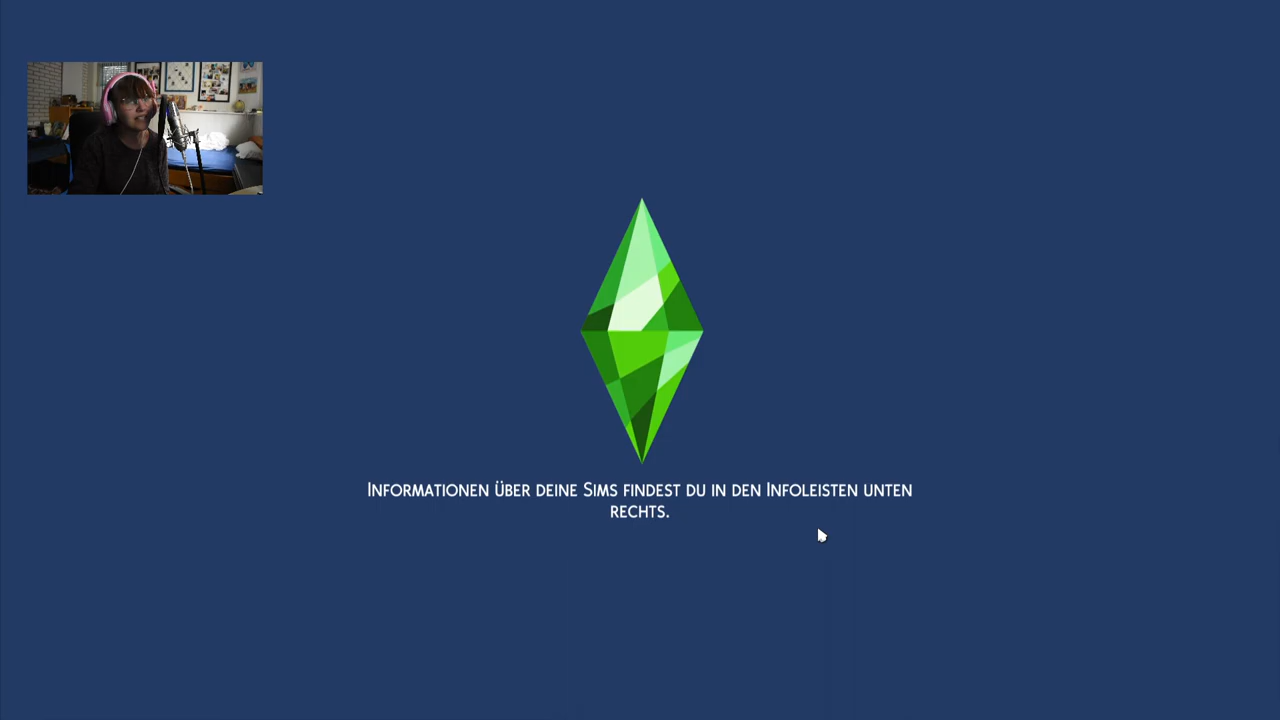 Informationen über deine Sims findest du in den Infoleisten unten
rechts.